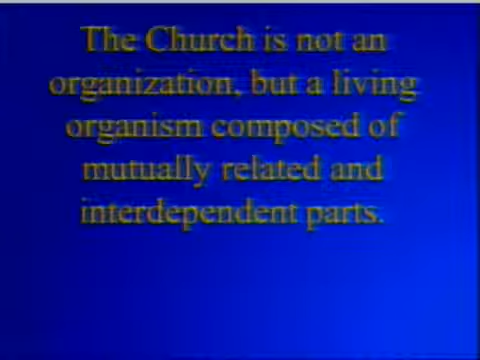 The Church is not an
organization, but a living
organism composed of
mutually related and
interdependent parts.